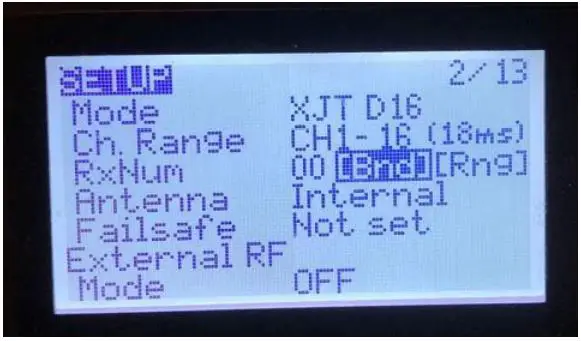 SETUP 2/13
Mode XJT D16
Ch. Range CH1-16 (18ms)
RxNum 00 [Bnd][Rng]
Antenna Internal
Failsafe Not set
External RF
Mode OFF